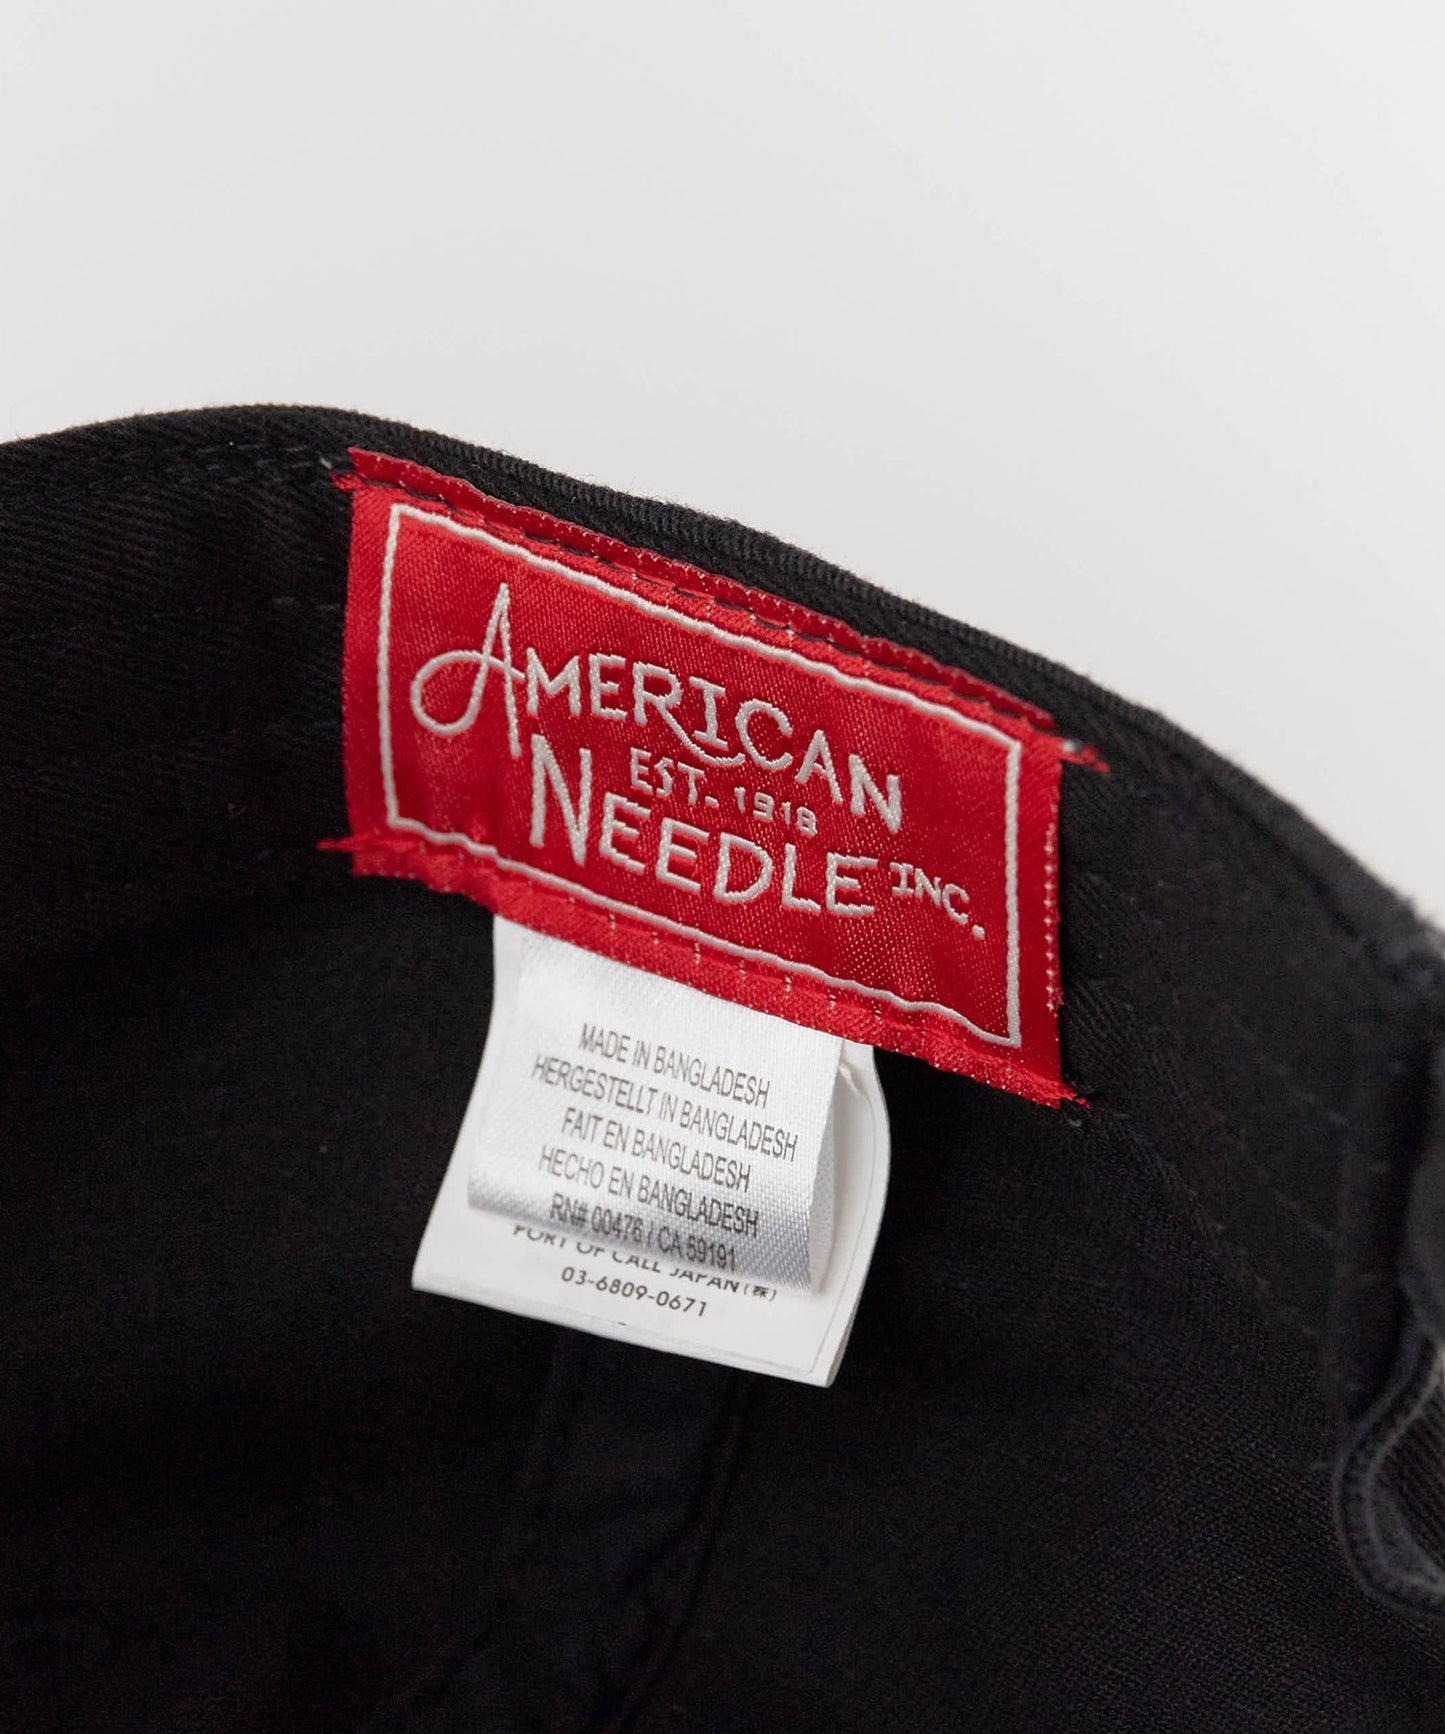 AMERICAN
EST. 1918
NEEDLE INC.
MADE IN BANGLADESH
HERGESTELLT IN BANGLADESH
FAIT EN BANGLADESH
HECHO EN BANGLADESH
RN# 00476 / CA 59191
PORT OF CALL JAPAN(株)
03-6809-0671